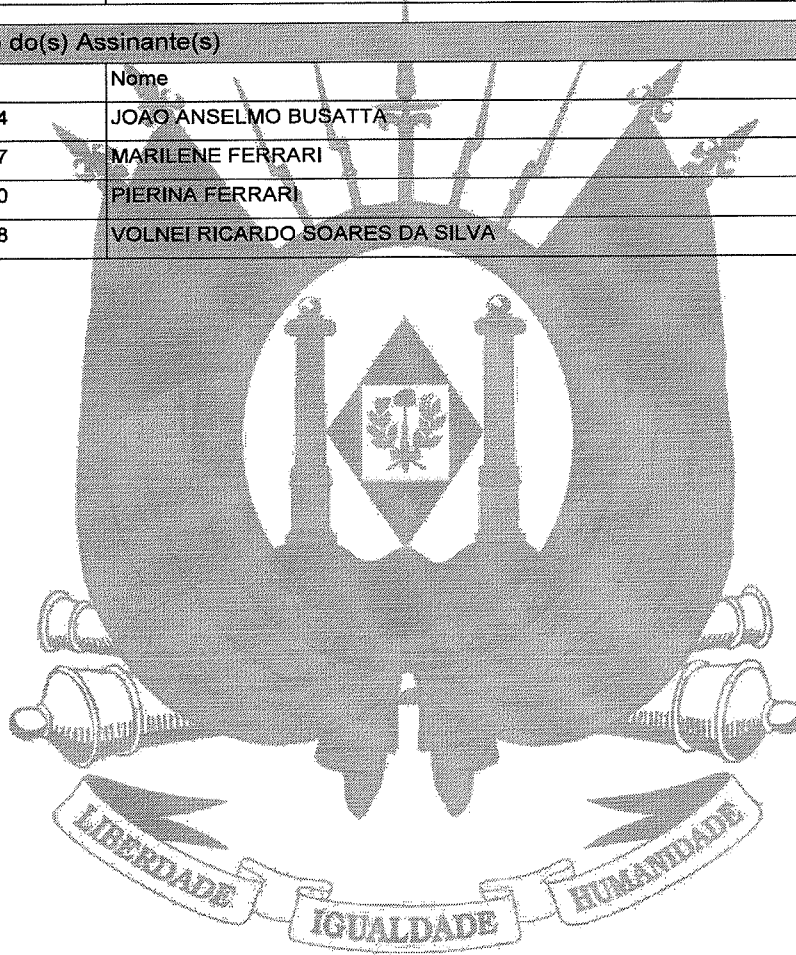 do(s) Assinante(s)
Nome
4 JOAO ANSELMO BUSATTA
7 MARILENE FERRARI
0 PIERINA FERRARI
8 VOLNEI RICARDO SOARES DA SILVA
LIBERDADE
IGUALDADE
HUMANIDADE